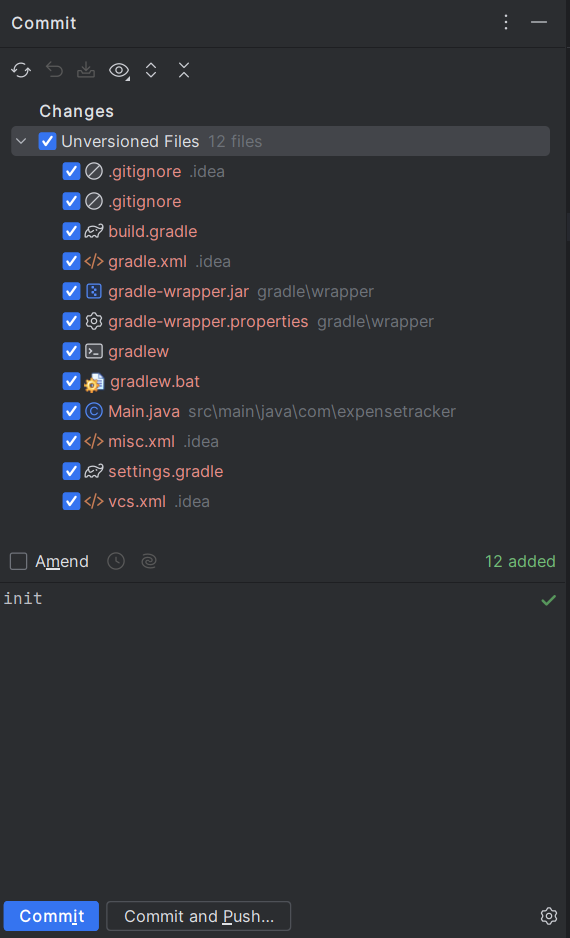 Commit
Changes
Unversioned Files 12 files
.gitignore .idea
.gitignore
build.gradle
</> gradle.xml .idea
gradle-wrapper.jar gradle\wrapper
gradle-wrapper.properties gradle\wrapper
gradlew
gradlew.bat
C Main.java src\main\java\com\expensetracker
</> misc.xml .idea
settings.gradle
</> vcs.xml .idea
Amend 12 added
init
Commit Commit and Push...